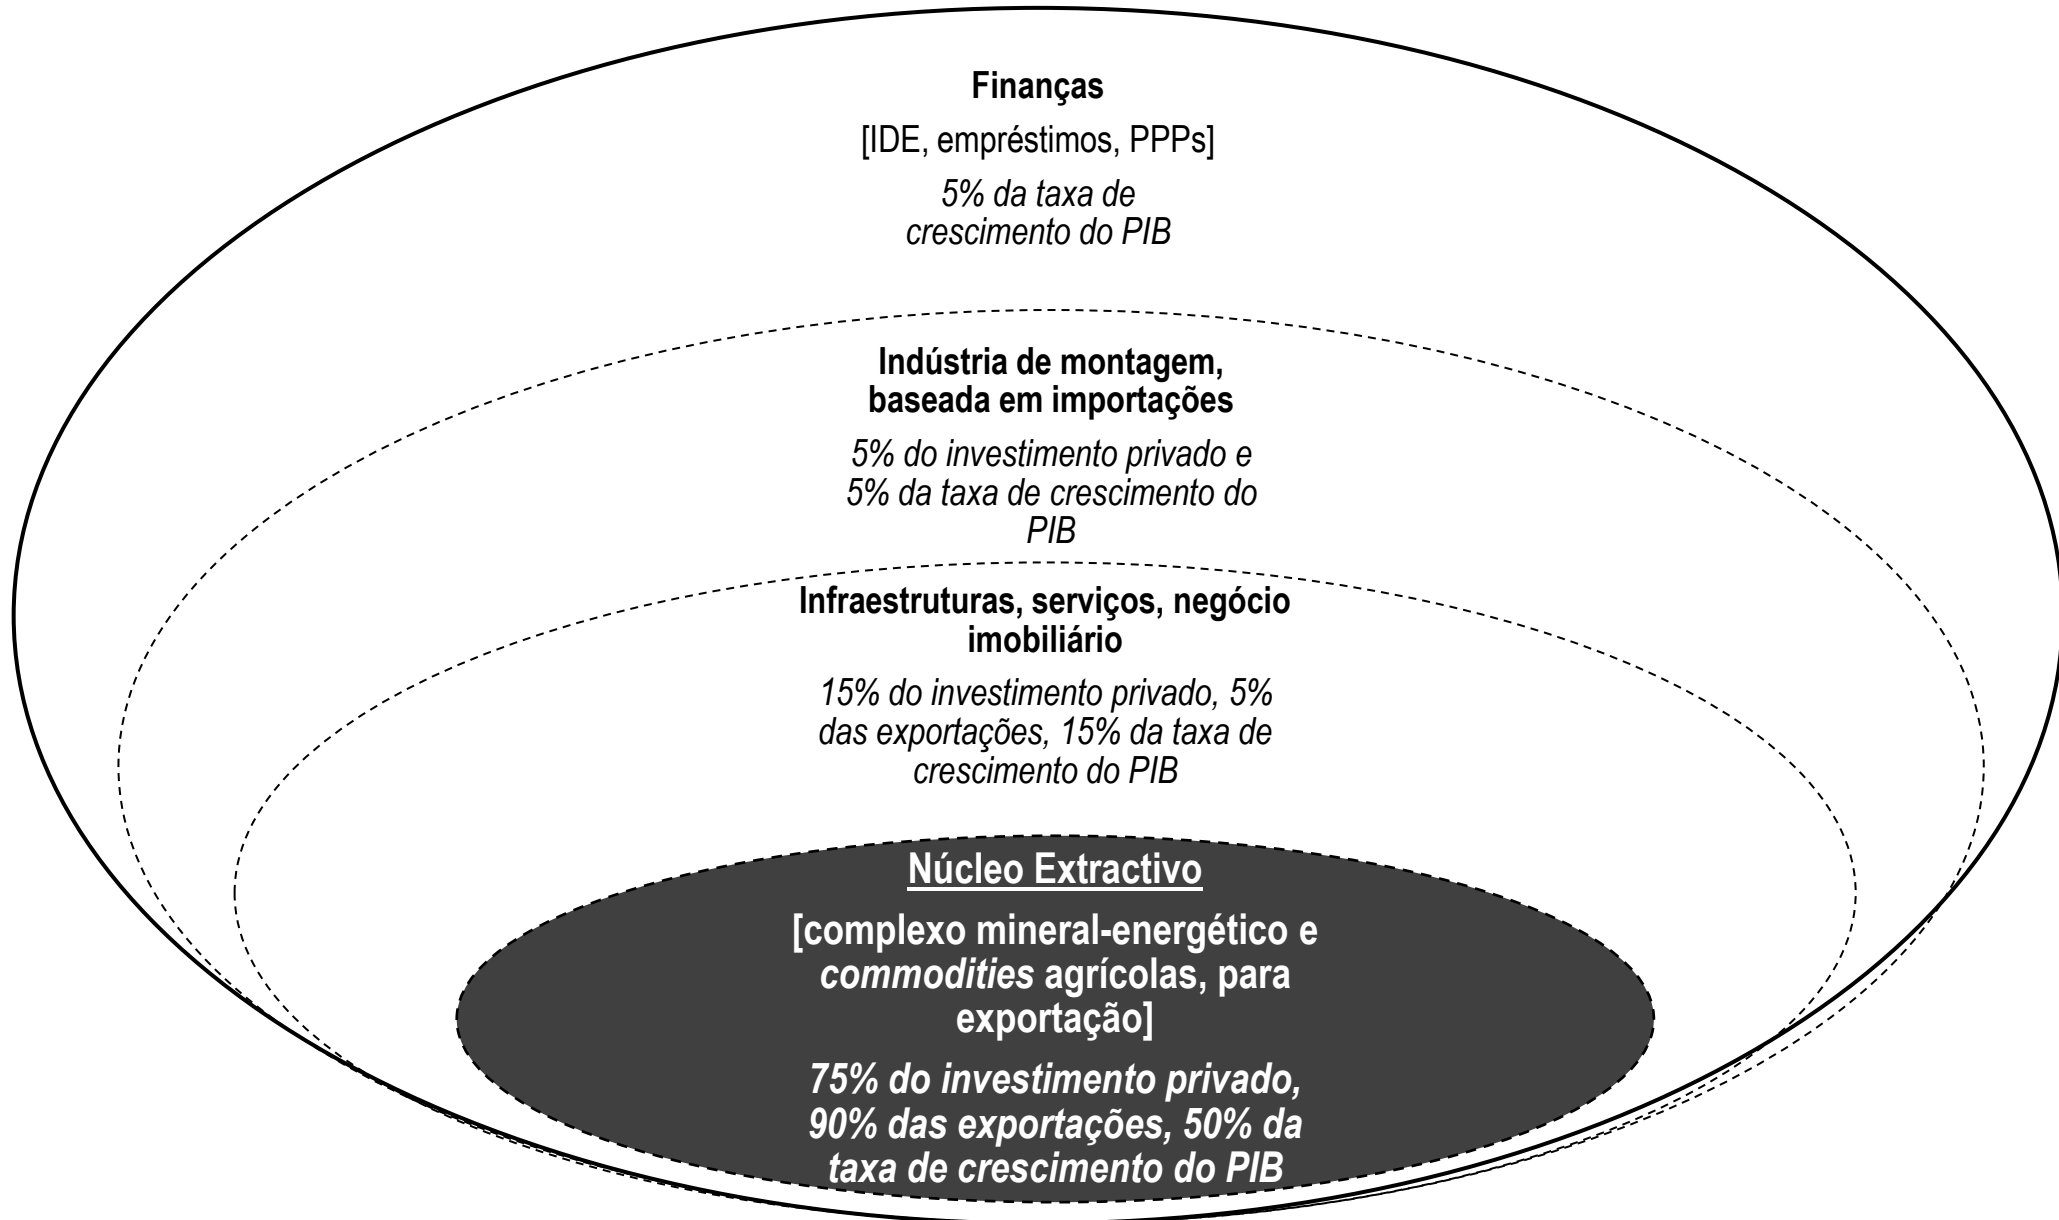 Finanças
[IDE, empréstimos, PPPs]
5% da taxa de
crescimento do PIB
Indústria de montagem,
baseada em importações
5% do investimento privado e
5% da taxa de crescimento do
PIB
Infraestruturas, serviços, negócio
imobiliário
15% do investimento privado, 5%
das exportações, 15% da taxa de
crescimento do PIB
Núcleo Extractivo
[complexo mineral-energético e
commodities agrícolas, para
exportação]
75% do investimento privado,
90% das exportações, 50% da
taxa de crescimento do PIB